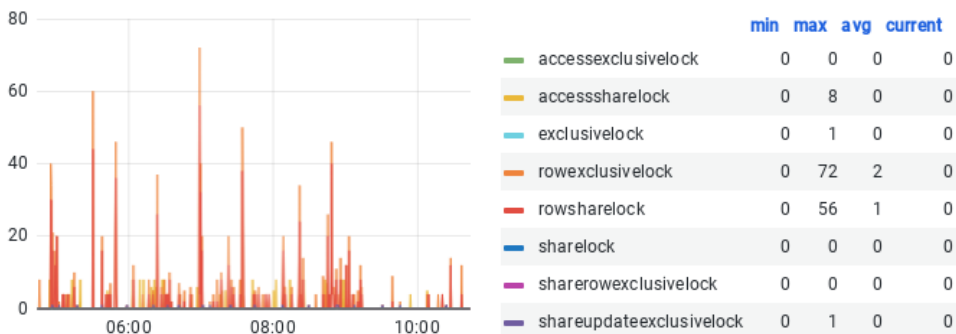 80
60
40
20
0
06:00 08:00 10:00
min max avg current
accessexclusivelock 0 0 0 0
accesssharelock 0 8 0 0
exclusivelock 0 1 0 0
rowexclusivelock 0 72 2 0
rowsharelock 0 56 1 0
sharelock 0 0 0 0
sharerowexclusivelock 0 0 0 0
shareupdateexclusivelock 0 1 0 0